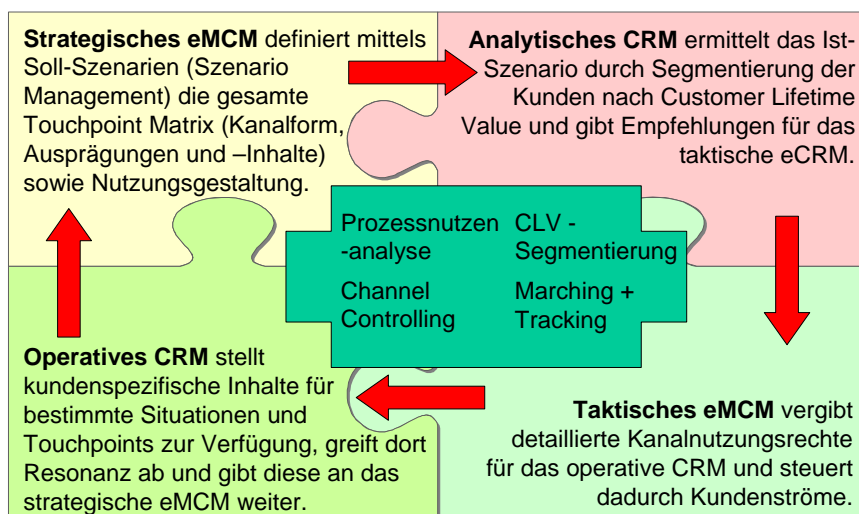 Strategisches eMCM definiert mittels
Soll-Szenarien (Szenario
Management) die gesamte
Touchpoint Matrix (Kanalform,
Ausprägungen und –Inhalte)
sowie Nutzungsgestaltung.
Analytisches CRM ermittelt das Ist-
Szenario durch Segmentierung der
Kunden nach Customer Lifetime
Value und gibt Empfehlungen für das
taktische eCRM.
Prozessnutzen
-analyse
Channel
Controlling
CLV -
Segmentierung
Marching +
Tracking
Operatives CRM stellt
kundenspezifische Inhalte für
bestimmte Situationen und
Touchpoints zur Verfügung, greift dort
Resonanz ab und gibt diese an das
strategische eMCM weiter.
Taktisches eMCM vergibt
detaillierte Kanalnutzungsrechte
für das operative CRM und steuert
dadurch Kundenströme.